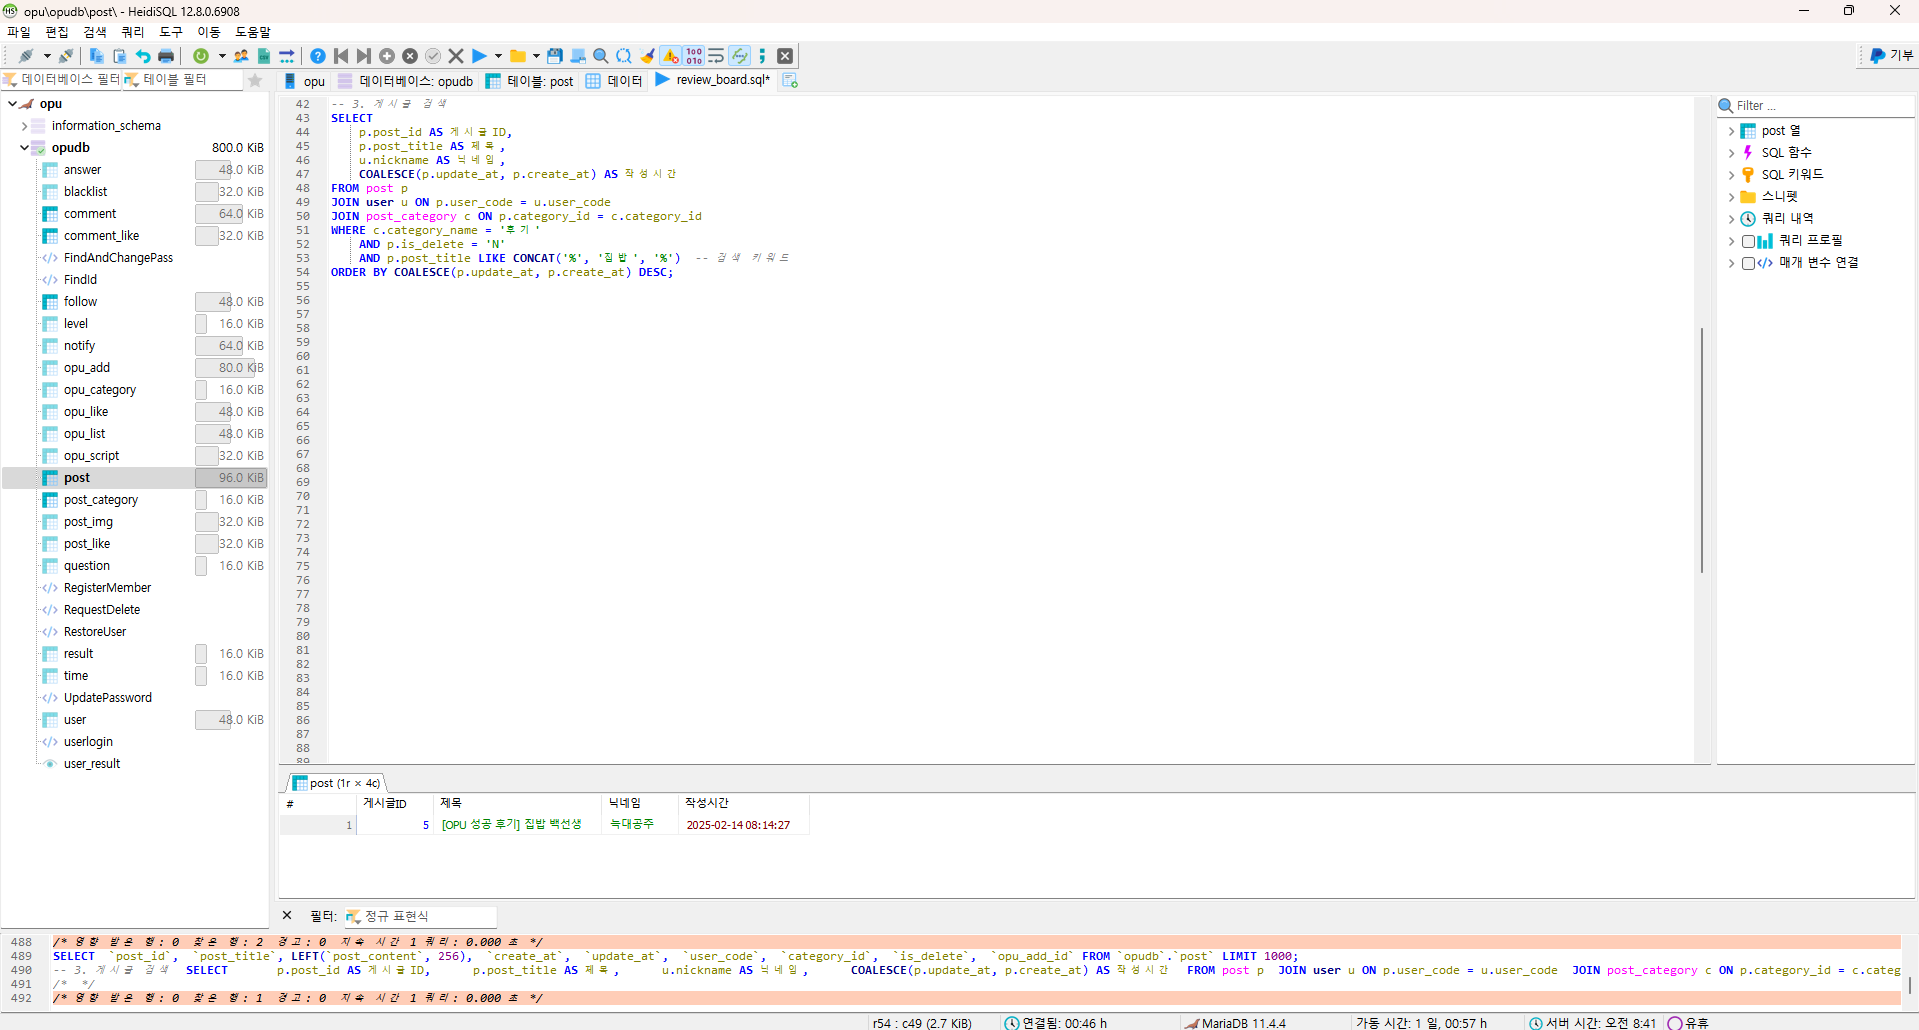 opu\opudb\post\ - HeidiSQL 12.8.0.6908
파일 편집 검색 쿼리 도구 이동 도움말
기부
데이터베이스 필터 테이블 필터
opu 데이터베이스: opudb 테이블: post 데이터 review_board.sql*
opu
information_schema
opudb 800.0 KiB
answer 48.0 KiB
blacklist 32.0 KiB
comment 64.0 KiB
comment_like 32.0 KiB
FindAndChangePass
FindId
follow 48.0 KiB
level 16.0 KiB
notify 64.0 KiB
opu_add 80.0 KiB
opu_category 16.0 KiB
opu_like 48.0 KiB
opu_list 48.0 KiB
opu_script 32.0 KiB
post 96.0 KiB
post_category 16.0 KiB
post_img 32.0 KiB
post_like 32.0 KiB
question 16.0 KiB
RegisterMember
RequestDelete
RestoreUser
result 16.0 KiB
time 16.0 KiB
UpdatePassword
user 48.0 KiB
userlogin
user_result
42 -- 3. 게시글 검색
43 SELECT
44 p.post_id AS 게시글ID,
45 p.post_title AS 제목,
46 u.nickname AS 닉네임,
47 COALESCE(p.update_at, p.create_at) AS 작성시간
48 FROM post p
49 JOIN user u ON p.user_code = u.user_code
50 JOIN post_category c ON p.category_id = c.category_id
51 WHERE c.category_name = '후기'
52 AND p.is_delete = 'N'
53 AND p.post_title LIKE CONCAT('%', '집밥', '%') -- 검색 키워드
54 ORDER BY COALESCE(p.update_at, p.create_at) DESC;
55
56
57
58
59
60
61
62
63
64
65
66
67
68
69
70
71
72
73
74
75
76
77
78
79
80
81
82
83
84
85
86
87
88
89
Filter ...
post 열
SQL 함수
SQL 키워드
스니펫
쿼리 내역
쿼리 프로필
매개 변수 연결
post (1r × 4c)
# 게시글ID 제목 닉네임 작성시간
1 5 [OPU 성공 후기] 집밥 백선생 늑대공주 2025-02-14 08:14:27
필터: 정규 표현식
488 /* 영향 받은 행: 0 찾은 행: 2 경고: 0 지속 시간 1 쿼리: 0.000 초 */
489 SELECT `post_id`, `post_title`, LEFT(`post_content`, 256), `create_at`, `update_at`, `user_code`, `category_id`, `is_delete`, `opu_add_id` FROM `opudb`.`post` LIMIT 1000;
490 -- 3. 게시글 검색 SELECT p.post_id AS 게시글ID, p.post_title AS 제목, u.nickname AS 닉네임, COALESCE(p.update_at, p.create_at) AS 작성시간 FROM post p JOIN user u ON p.user_code = u.user_code JOIN post_category c ON p.category_id = c.categ
491 /* */
492 /* 영향 받은 행: 0 찾은 행: 1 경고: 0 지속 시간 1 쿼리: 0.000 초 */
r54 : c49 (2.7 KiB) 연결됨: 00:46 h MariaDB 11.4.4 가동 시간: 1 일, 00:57 h 서버 시간: 오전 8:41 유휴